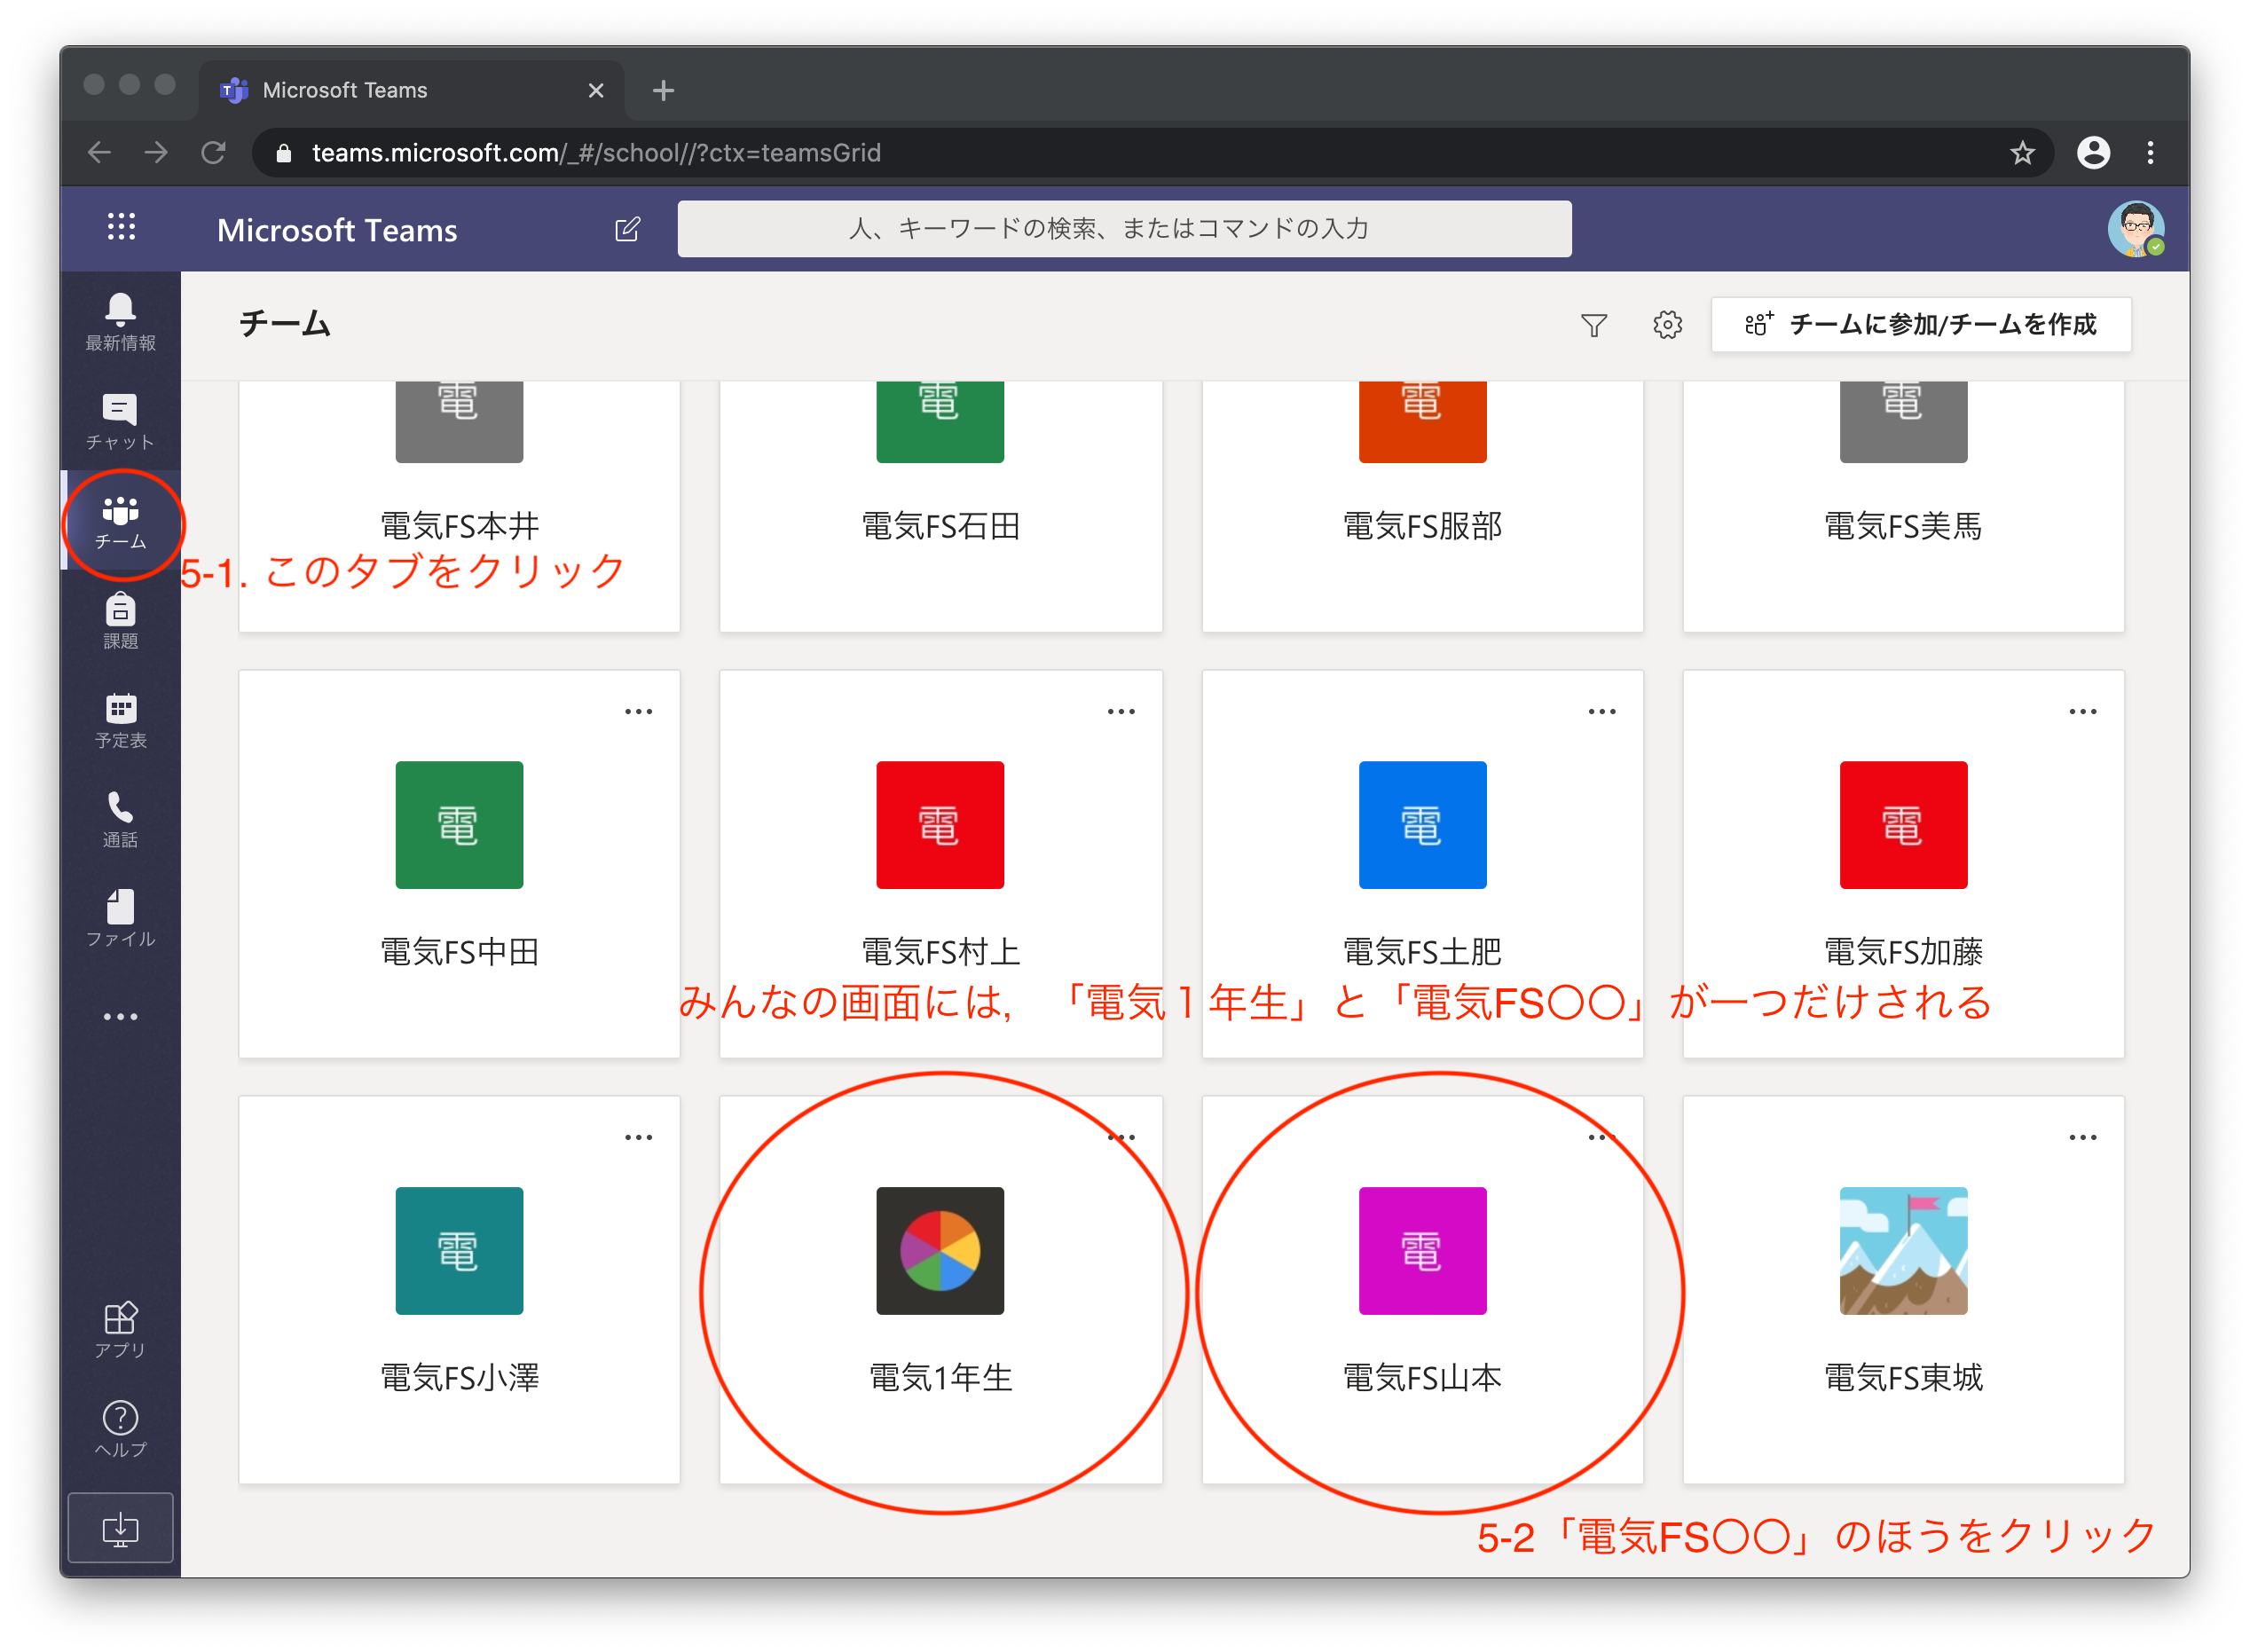 Microsoft Teams
teams.microsoft.com/_#/school//?ctx=teamsGrid
Microsoft Teams
人、キーワードの検索、またはコマンドの入力
最新情報
チャット
チーム
課題
予定表
通話
ファイル
アプリ
ヘルプ
チーム
チームに参加/チームを作成
電 電 電 電
電気FS本井 電気FS石田 電気FS服部 電気FS美馬
5-1. このタブをクリック
電 電 電 電
電気FS中田 電気FS村上 電気FS土肥 電気FS加藤
みんなの画面には,「電気１年生」と「電気FS〇〇」が一つだけされる
電 電
電気FS小澤 電気1年生 電気FS山本 電気FS東城
5-2「電気FS〇〇」のほうをクリック